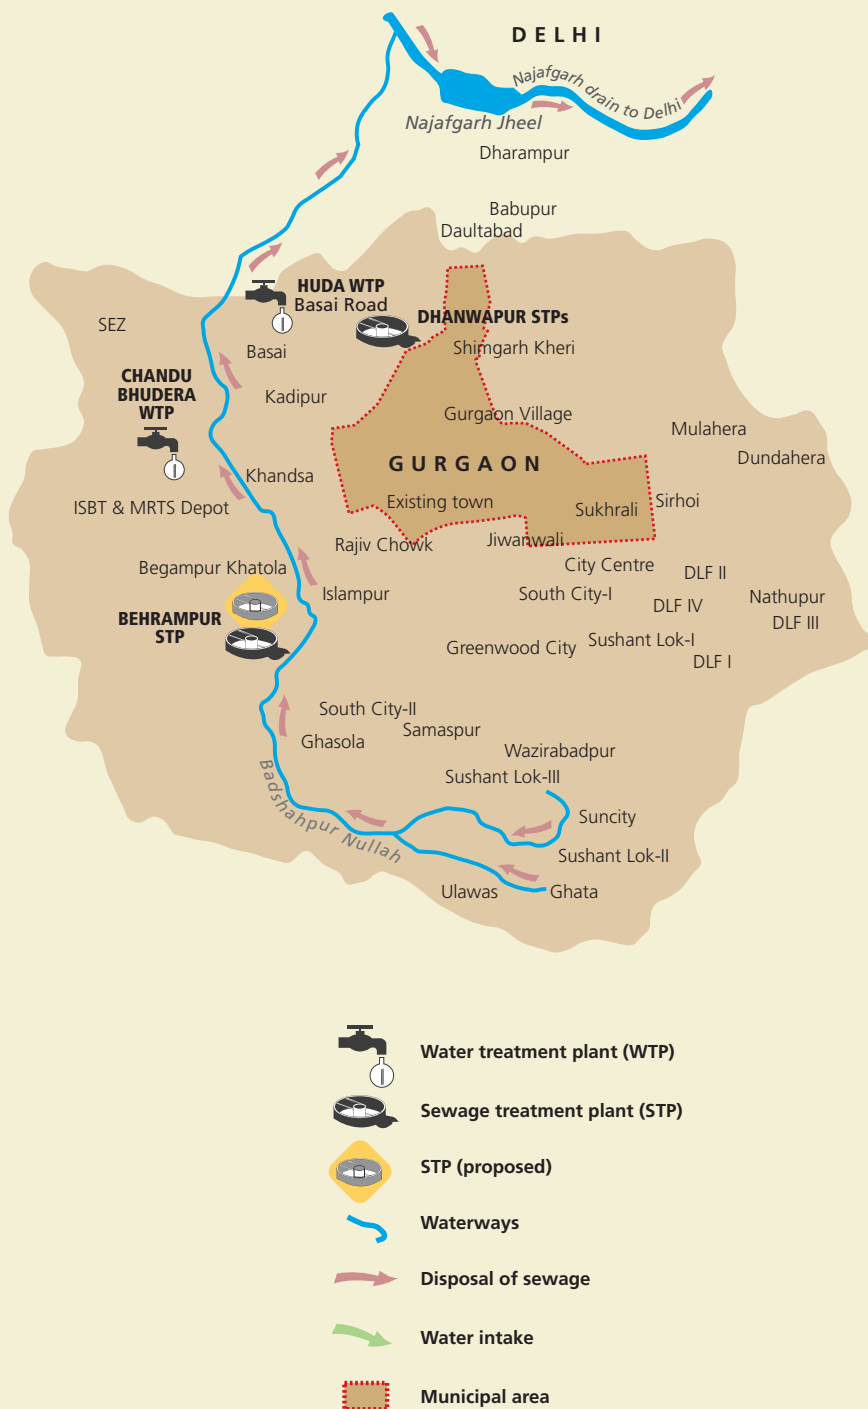 DELHI
Najafgarh drain to Delhi
Najafgarh Jheel
Dharampur
Babupur
Daultabad
HUDA WTP
Basai Road
DHANWAPUR STPs
SEZ
Basai
Shimgarh Kheri
CHANDU
BHUDERA
WTP
Kadipur
Gurgaon Village
Mulahera
Dundahera
GURGAON
Khandsa
ISBT & MRTS Depot
Existing town
Sukhrali
Sirhoi
Rajiv Chowk
Jiwanwali
Begampur Khatola
City Centre
DLF II
Islampur
South City-I
DLF IV
Nathupur
DLF III
BEHRAMPUR
STP
Greenwood City
Sushant Lok-I
DLF I
South City-II
Samaspur
Ghasola
Wazirabadpur
Sushant Lok-III
Badshahpur Nullah
Suncity
Sushant Lok-II
Ulawas
Ghata
Water treatment plant (WTP)
Sewage treatment plant (STP)
STP (proposed)
Waterways
Disposal of sewage
Water intake
Municipal area